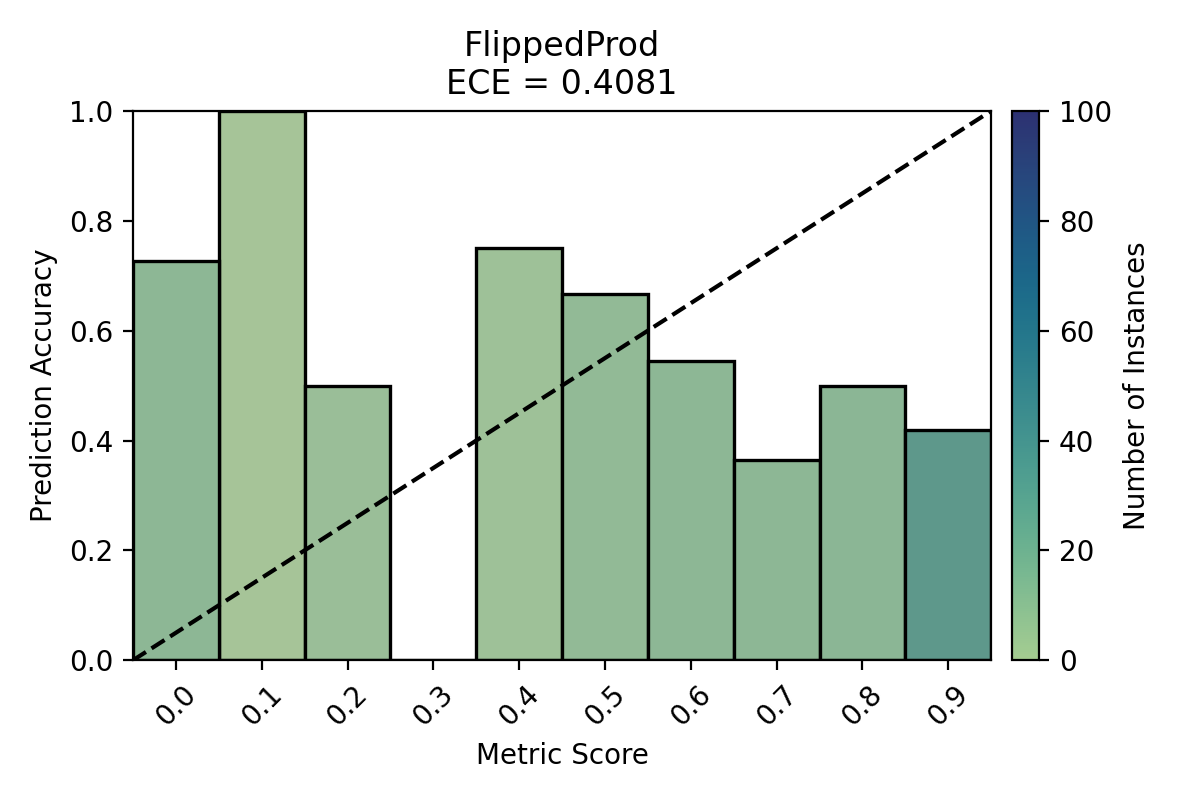 FlippedProd
ECE = 0.4081
1.0
0.8
0.6
0.4
0.2
0.0
Prediction Accuracy
0.0 0.1 0.2 0.3 0.4 0.5 0.6 0.7 0.8 0.9
Metric Score
100
80
60
40
20
0
Number of Instances